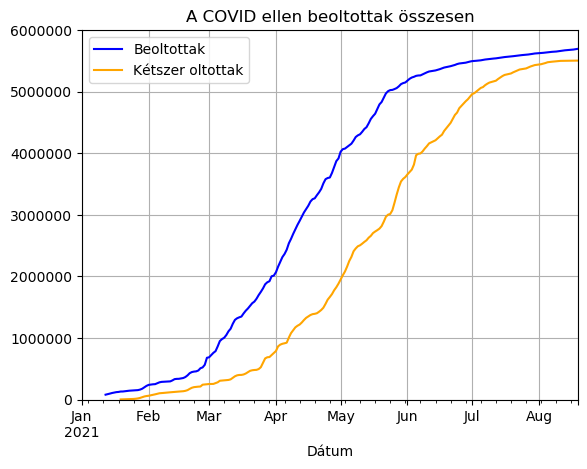 A COVID ellen beoltottak összesen
6000000
5000000
4000000
3000000
2000000
1000000
0
Beoltottak
Kétszer oltottak
Jan Feb Mar Apr May Jun Jul Aug
2021
Dátum